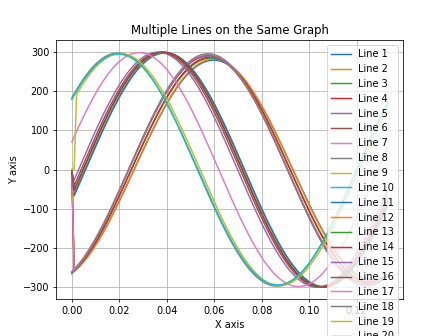 Multiple Lines on the Same Graph
300
200
100
0
−100
−200
−300
Y axis
0.00
0.02
0.04
0.06
0.08
0.10
X axis
Line 1
Line 2
Line 3
Line 4
Line 5
Line 6
Line 7
Line 8
Line 9
Line 10
Line 11
Line 12
Line 13
Line 14
Line 15
Line 16
Line 17
Line 18
Line 19
Line 20